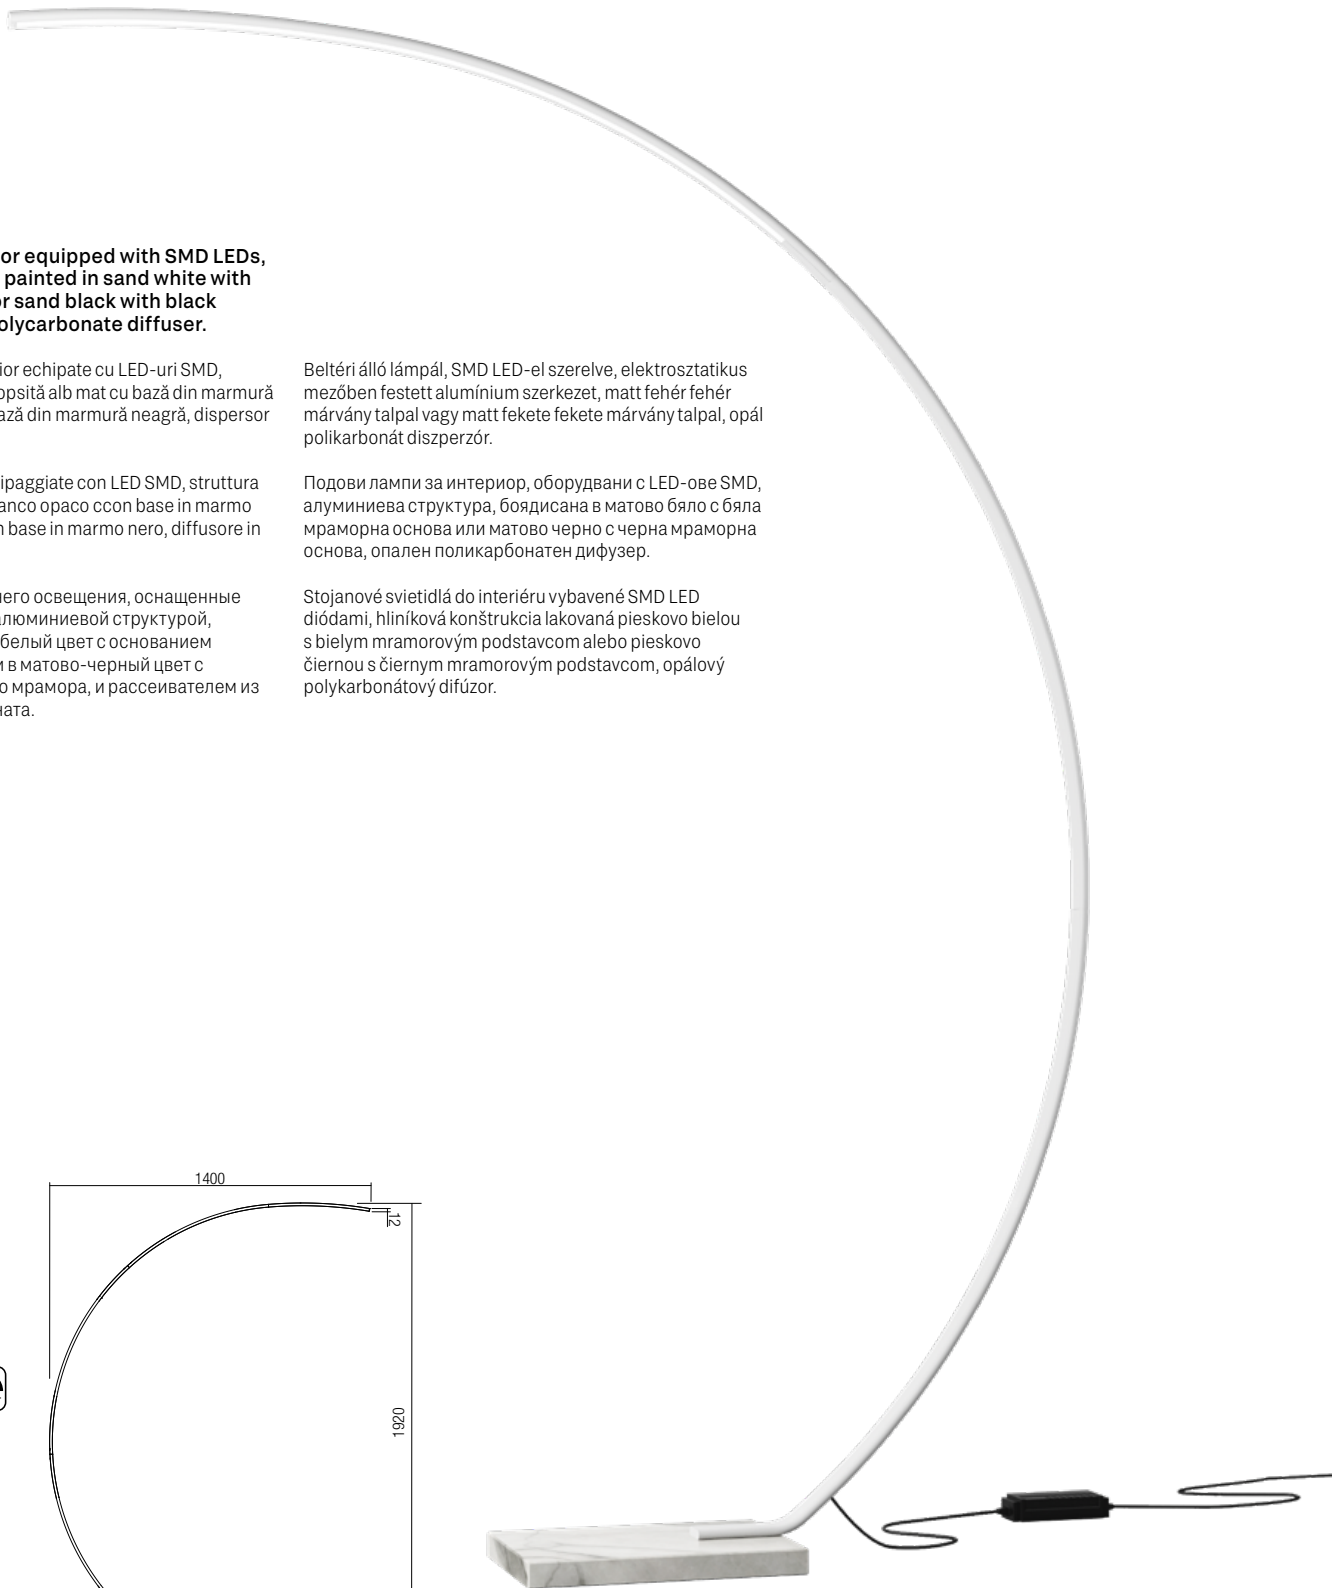 or equipped with SMD LEDs,
painted in sand white with
or sand black with black
olycarbonate diffuser.
ior echipate cu LED-uri SMD,
opsită alb mat cu bază din marmură
ază din marmură neagră, dispersor
ipaggiate con LED SMD, struttura
anco opaco ccon base in marmo
n base in marmo nero, diffusore in
него освещения, оснащенные
алюминиевой структурой,
белый цвет с основанием
и в матово-черный цвет с
о мрамора, и рассеивателем из
ната.
Beltéri álló lámpál, SMD LED-el szerelve, elektrosztatikus
mezőben festett alumínium szerkezet, matt fehér fehér
márvány talpal vagy matt fekete fekete márvány talpal, opál
polikarbonát diszperzór.
Подови лампи за интериор, оборудвани с LED-ове SMD,
алуминиева структура, боядисана в матово бяло с бяла
мраморна основа или матово черно с черна мраморна
основа, опален поликарбонатен дифузер.
Stojanové svietidlá do interiéru vybavené SMD LED
diódami, hliníková konštrukcia lakovaná pieskovo bielou
s bielym mramorovým podstavcom alebo pieskovo
čiernou s čiernym mramorovým podstavcom, opálový
polykarbonátový difúzor.
1400
12
1920